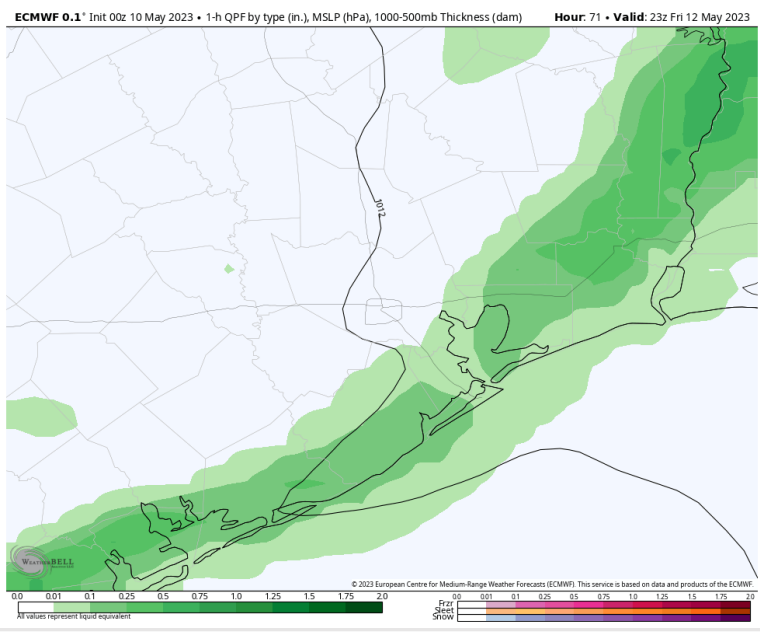 ECMWF 0.1° Init 00z 10 May 2023 • 1-h QPF by type (in.), MSLP (hPa), 1000-500mb Thickness (dam) Hour: 71 • Valid: 23z Fri 12 May 2023
1012
WEATHERBELL
© 2023 European Centre for Medium-Range Weather Forecasts (ECMWF). This service is based on data and products of the ECMWF.
0.0 0.01 0.1 0.25 0.5 0.75 1.0 1.25 1.5 1.75 2.0
All values represent liquid equivalent
0.0 0.01 0.1 0.25 0.5 0.75 1.0 1.25 1.5 1.75 2.0
Frzr
Sleet
Snow